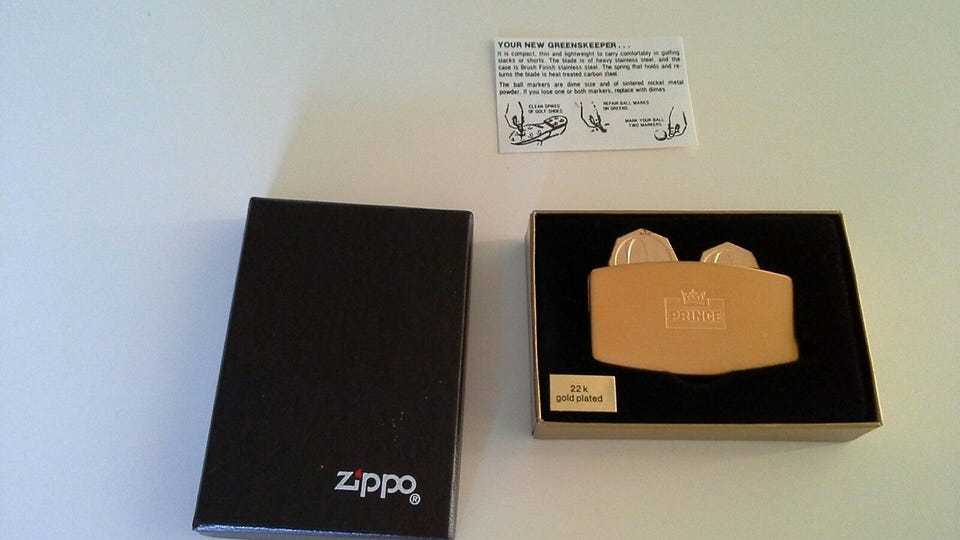 YOUR NEW GREENSKEEPER...
It is compact, thin and lightweight to carry comfortably in golfing
slacks or shorts. The blade is of heavy stainless steel, and the
case is Brush Finish stainless steel. The spring that holds and re-
turns the blade is heat-treated carbon steel.
The ball markers are dime size and of sintered nickel metal
powder. If you lose one or both markers, replace with dimes
CLEAN SPIKES
OF GOLF SHOES
REPAIR BALL MARKS
ON GREENS.
MARK YOUR BALL
TWO MARKERS.
PRINCE
22 k
gold plated
zippo®